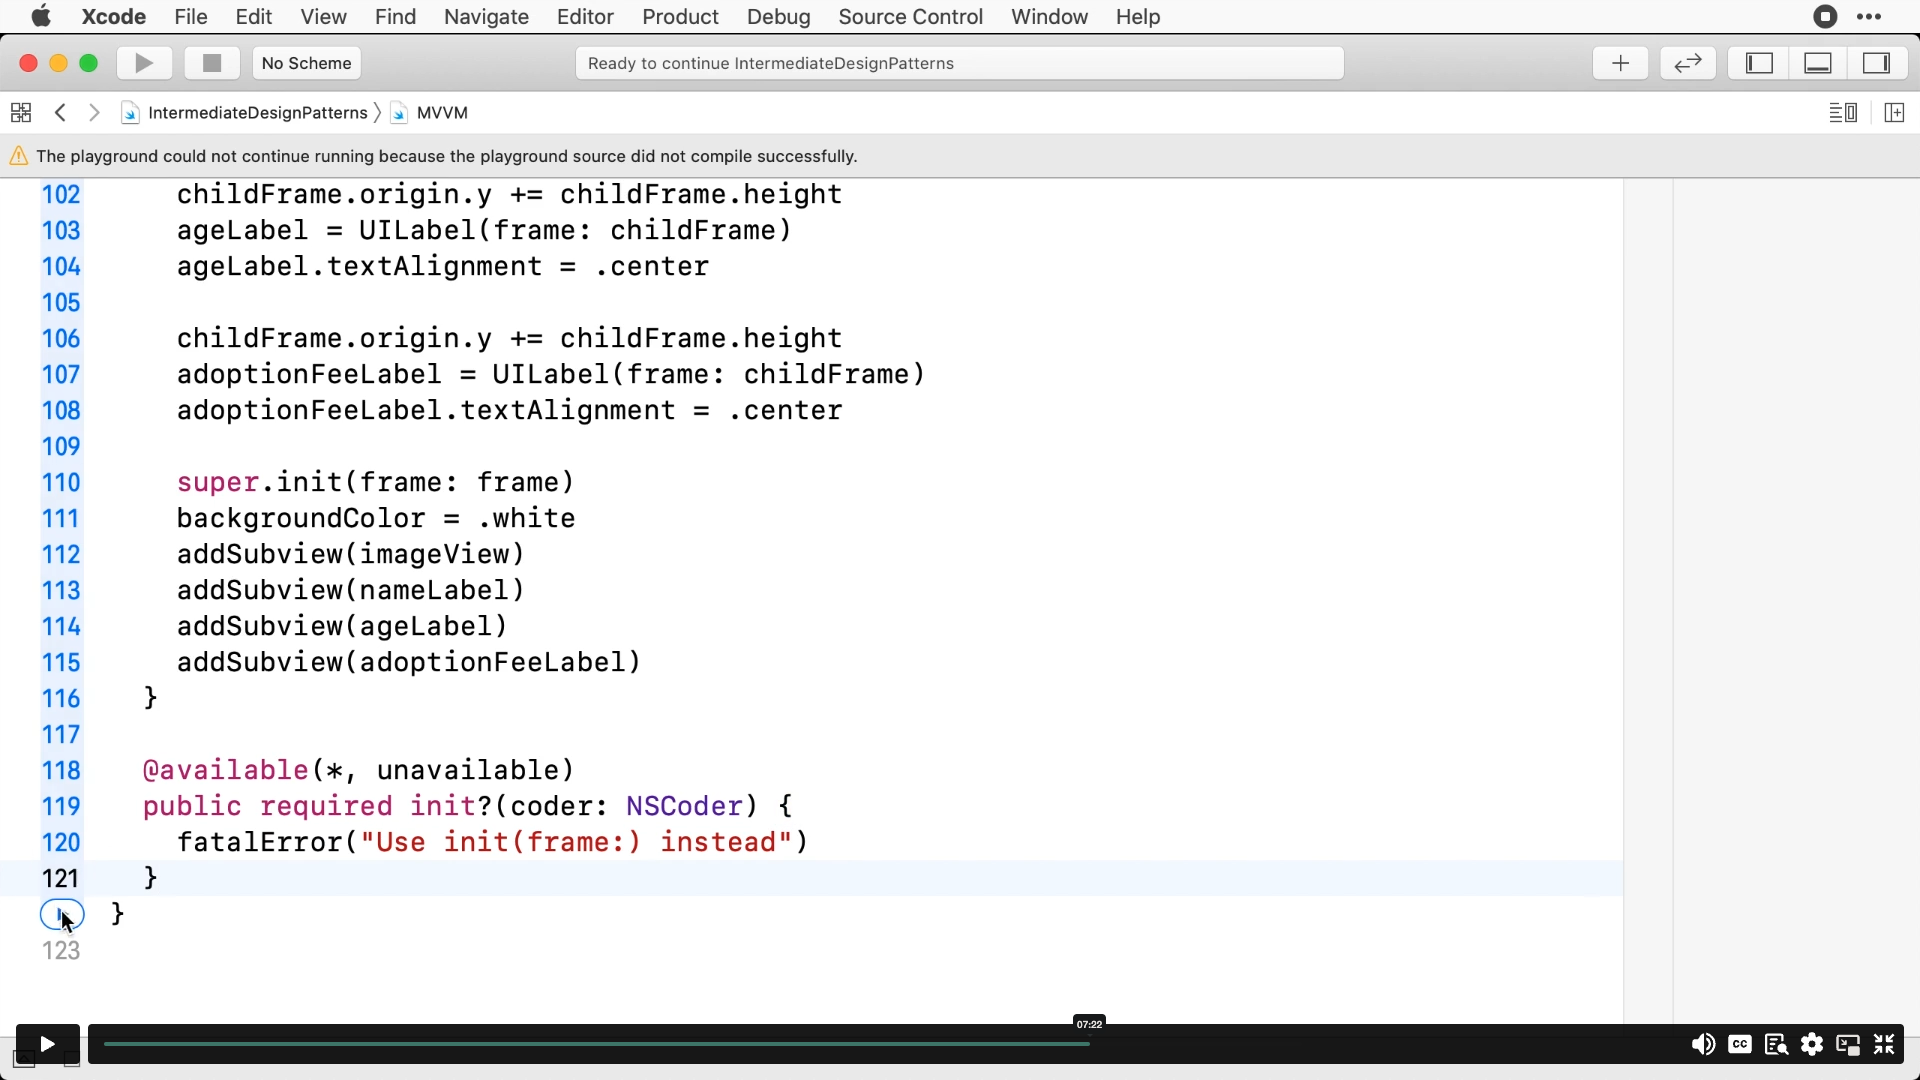 Xcode File Edit View Find Navigate Editor Product Debug Source Control Window Help
No Scheme
Ready to continue IntermediateDesignPatterns
IntermediateDesignPatterns
MVVM
The playground could not continue running because the playground source did not compile successfully.
102 childFrame.origin.y += childFrame.height
103 ageLabel = UILabel(frame: childFrame)
104 ageLabel.textAlignment = .center
105
106 childFrame.origin.y += childFrame.height
107 adoptionFeeLabel = UILabel(frame: childFrame)
108 adoptionFeeLabel.textAlignment = .center
109
110 super.init(frame: frame)
111 backgroundColor = .white
112 addSubview(imageView)
113 addSubview(nameLabel)
114 addSubview(ageLabel)
115 addSubview(adoptionFeeLabel)
116 }
117
118 @available(*, unavailable)
119 public required init?(coder: NSCoder) {
120 fatalError("Use init(frame:) instead")
121 }
}
123
07:22
CC